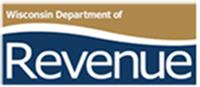 Wisconsin Department of
Revenue